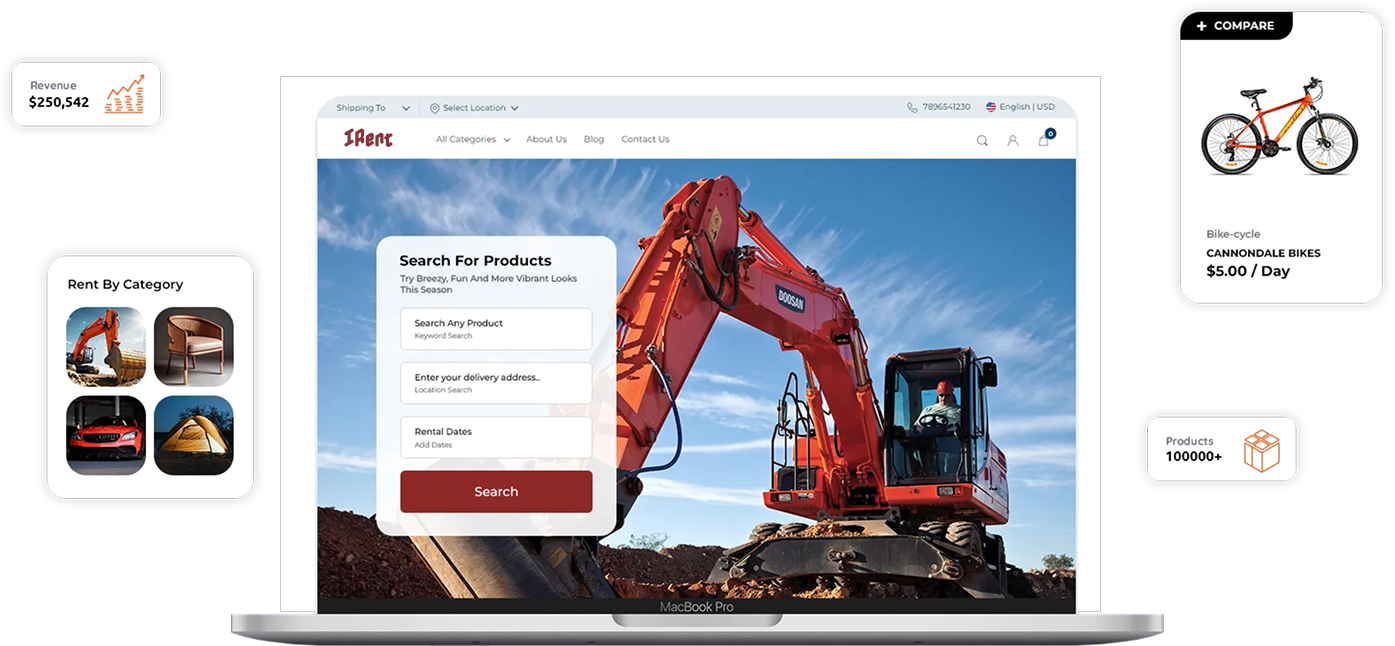 + COMPARE
Revenue
$250,542
Shipping To
Select Location
7896541230
English | USD
IRent
All Categories
About Us
Blog
Contact Us
0
Search For Products
Try Breezy, Fun And More Vibrant Looks
This Season
Search Any Product
Keyword Search
Enter your delivery address..
Location Search
Rental Dates
Add Dates
Search
DOOSAN
MacBook Pro
Rent By Category
Bike-cycle
CANNONDALE BIKES
$5.00 / Day
Products
100000+